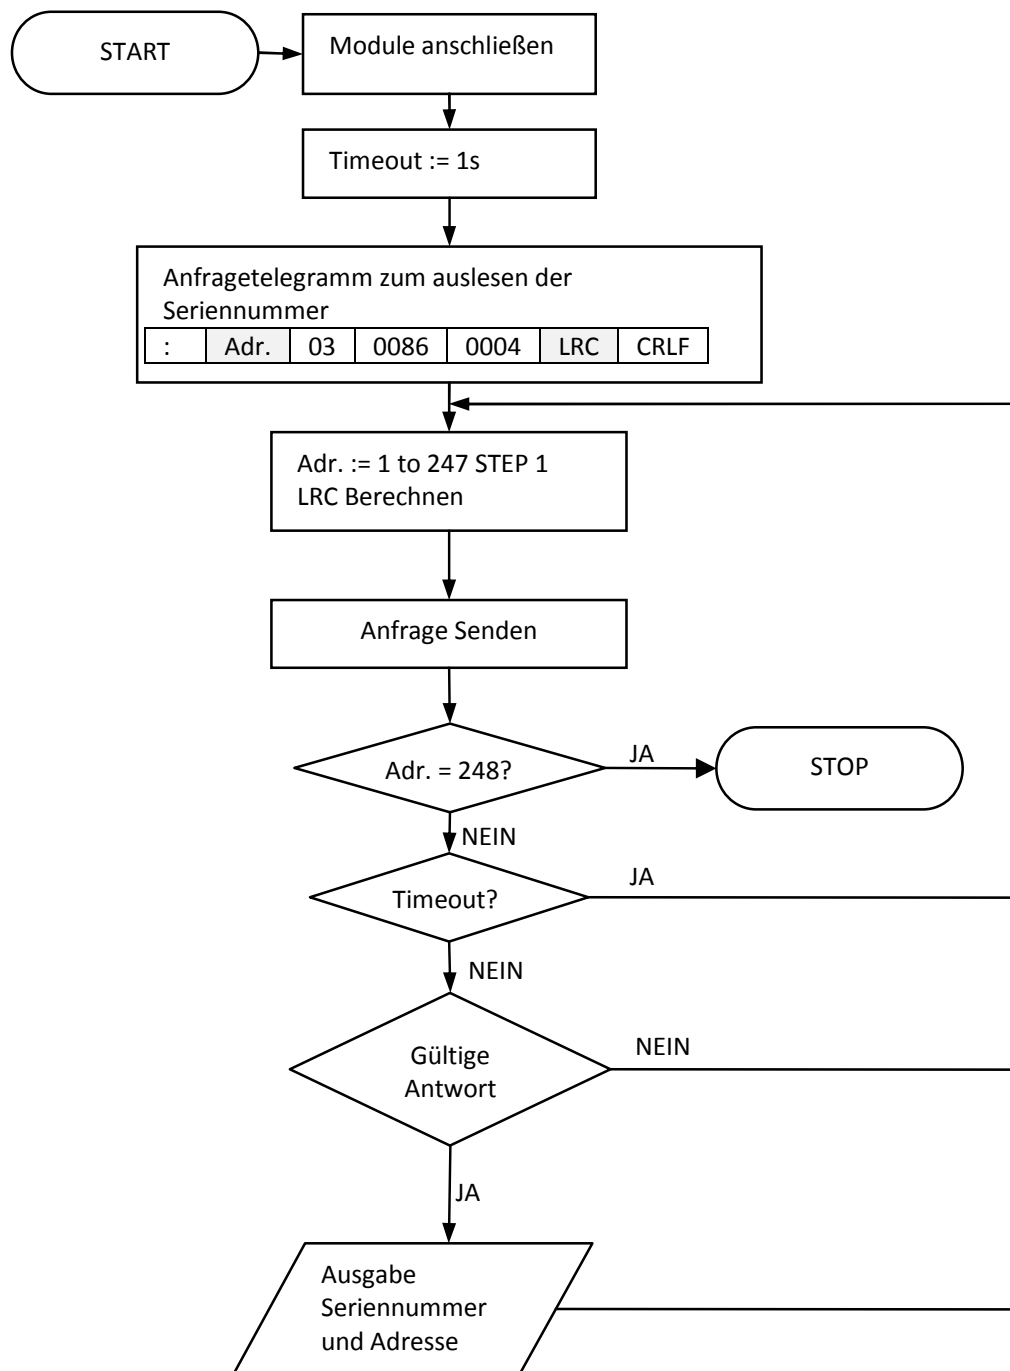 START
Module anschließen
Timeout := 1s
Anfragetelegramm zum auslesen der
Seriennummer
: Adr. 03 0086 0004 LRC CRLF
Adr. := 1 to 247 STEP 1
LRC Berechnen
Anfrage Senden
Adr. = 248?
JA
STOP
NEIN
Timeout?
JA
NEIN
Gültige
Antwort
NEIN
JA
Ausgabe
Seriennummer
und Adresse